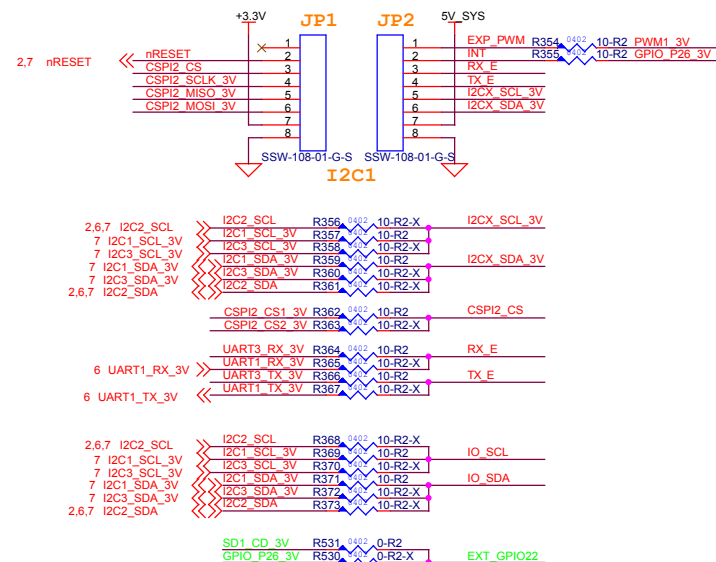 +3.3V JP1 JP2 5V_SYS
1 1 EXP_PWM R354 0402 10-R2 PWM1_3V
2,7 nRESET nRESET 2 2 INT R355 0402 10-R2 GPIO_P26_3V
CSPI2_CS 3 3 RX_E
CSPI2_SCLK_3V 4 4 TX_E
CSPI2_MISO_3V 5 5 I2CX_SCL_3V
CSPI2_MOSI_3V 6 6 I2CX_SDA_3V
7 7
8 8
SSW-108-01-G-S SSW-108-01-G-S
I2C1
2,6,7 I2C2_SCL I2C2_SCL R356 0402 10-R2-X I2CX_SCL_3V
7 I2C1_SCL_3V I2C1_SCL_3V R357 0402 10-R2
7 I2C3_SCL_3V I2C3_SCL_3V R358 0402 10-R2-X
7 I2C1_SDA_3V I2C1_SDA_3V R359 0402 10-R2 I2CX_SDA_3V
7 I2C3_SDA_3V I2C3_SDA_3V R360 0402 10-R2-X
2,6,7 I2C2_SDA I2C2_SDA R361 0402 10-R2-X
CSPI2_CS1_3V R362 0402 10-R2 CSPI2_CS
CSPI2_CS2_3V R363 0402 10-R2-X
UART3_RX_3V R364 0402 10-R2 RX_E
6 UART1_RX_3V UART1_RX_3V R365 0402 10-R2-X
UART3_TX_3V R366 0402 10-R2 TX_E
6 UART1_TX_3V UART1_TX_3V R367 0402 10-R2-X
2,6,7 I2C2_SCL I2C2_SCL R368 0402 10-R2-X
7 I2C1_SCL_3V I2C1_SCL_3V R369 0402 10-R2 IO_SCL
7 I2C3_SCL_3V I2C3_SCL_3V R370 0402 10-R2-X
7 I2C1_SDA_3V I2C1_SDA_3V R371 0402 10-R2 IO_SDA
7 I2C3_SDA_3V I2C3_SDA_3V R372 0402 10-R2-X
2,6,7 I2C2_SDA I2C2_SDA R373 0402 10-R2-X
SD1_CD_3V R531 0402 0-R2
GPIO_P26_3V R530 0402 0-R2-X EXT_GPIO22